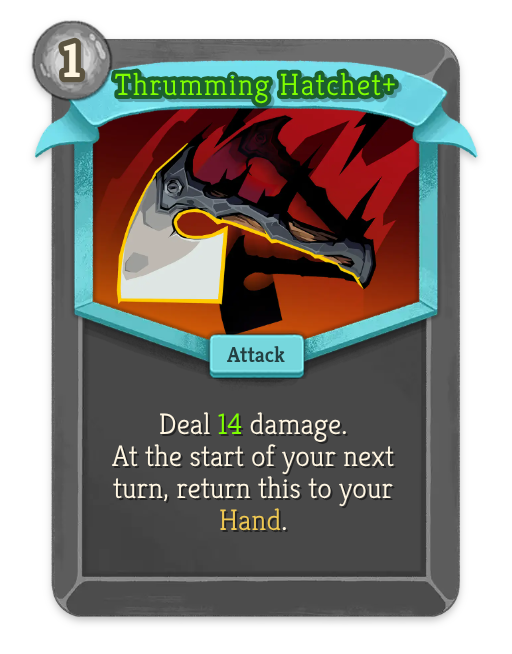 1
Thrumming Hatchet+
Attack
Deal 14 damage.
At the start of your next
turn, return this to your
Hand.